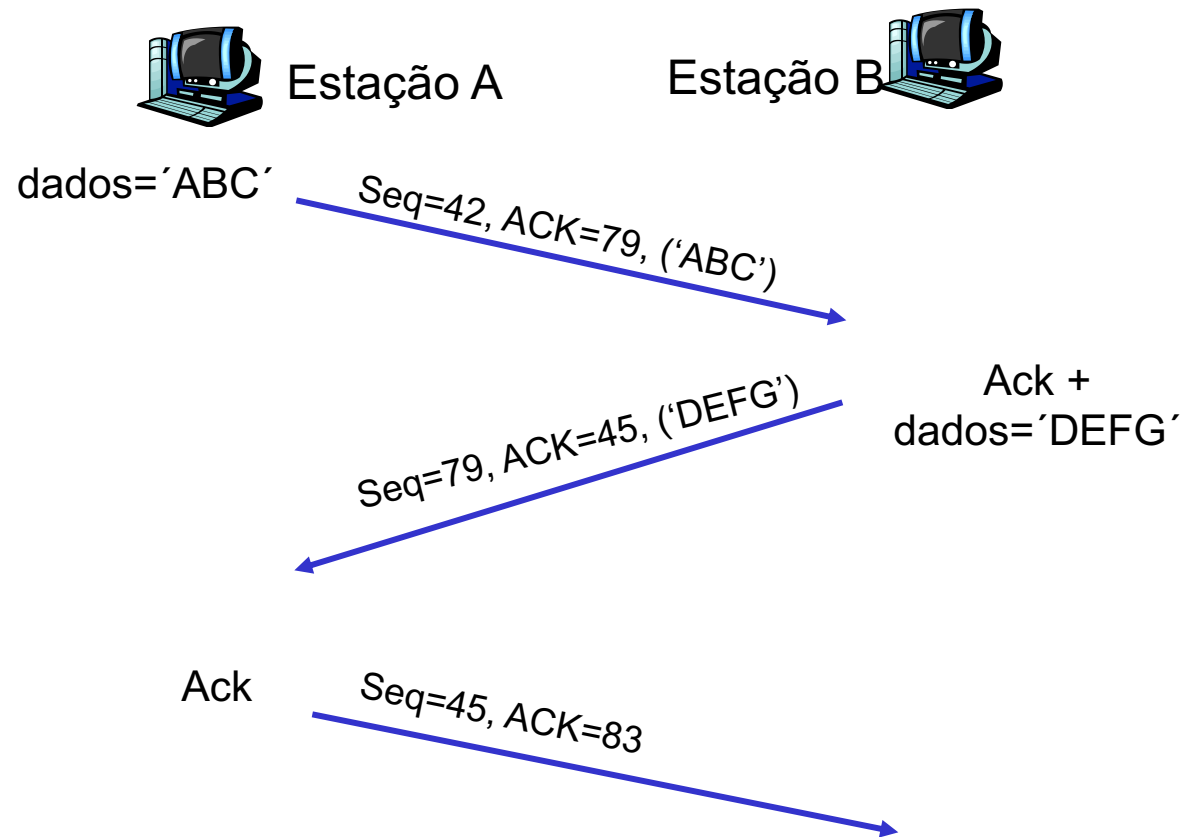 Estação A
Estação B
dados=´ABC´
Seq=42, ACK=79, (‘ABC’)
Ack +
dados=´DEFG´
Seq=79, ACK=45, (‘DEFG’)
Ack
Seq=45, ACK=83